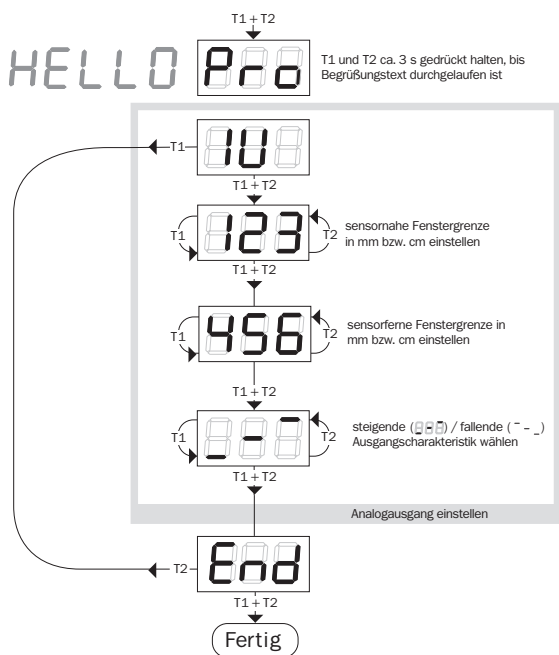 T1 + T2
HELLO Pro
T1 und T2 ca. 3 s gedrückt halten, bis
Begrüßungstext durchgelaufen ist
T1
IU
T1 + T2
T1
123
T2
sensornahe Fenstergrenze
in mm bzw. cm einstellen
T1 + T2
T1
456
T2
sensorferne Fenstergrenze in
mm bzw. cm einstellen
T1 + T2
T1
_ - ¯
T2
steigende (_ - ¯) / fallende (¯ - _)
Ausgangscharakteristik wählen
T1 + T2
Analogausgang einstellen
T2
End
T1 + T2
Fertig